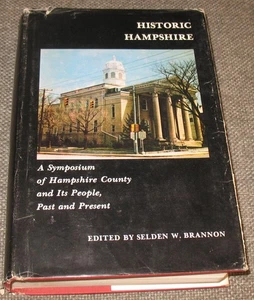 HISTORIC
HAMPSHIRE
A Symposium
of Hampshire County
and Its People,
Past and Present
EDITED BY SELDEN W. BRANNON